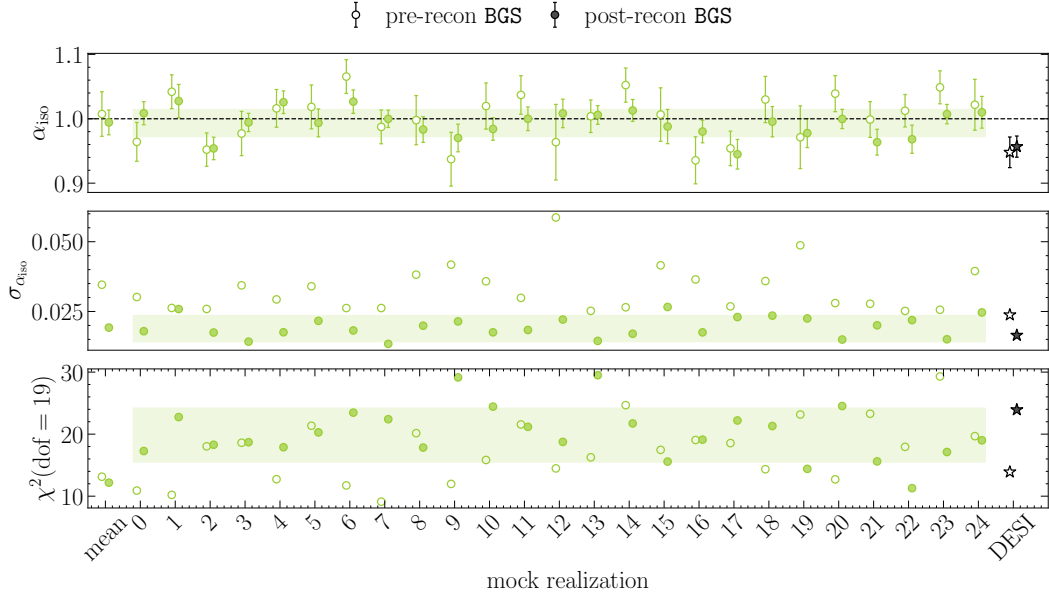 pre-recon BGS post-recon BGS
1.1
1.0
0.9
α_iso
0.050
0.025
σ_α_iso
30
20
10
χ²(dof = 19)
mean 0 1 2 3 4 5 6 7 8 9 10 11 12 13 14 15 16 17 18 19 20 21 22 23 24 DESI
mock realization